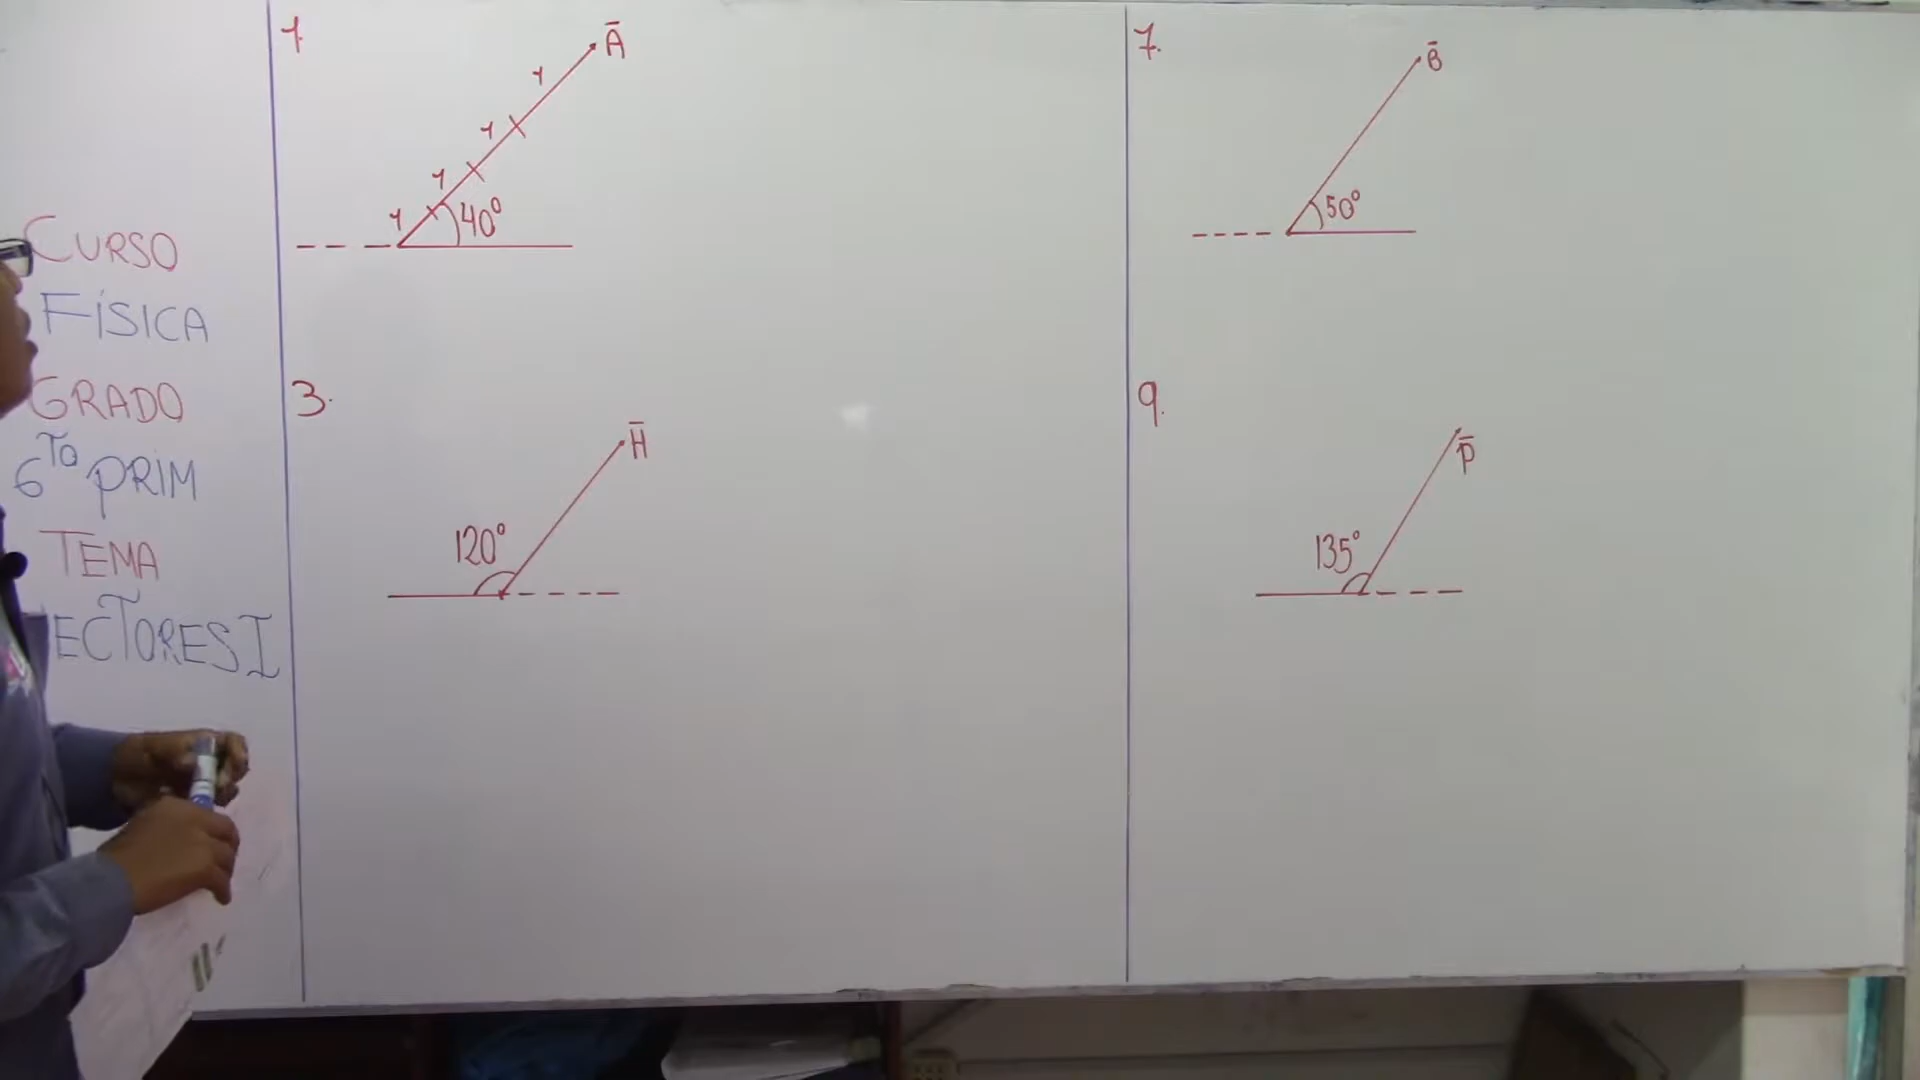 CURSO
FÍSICA
GRADO
6TO PRIM
TEMA
ECTORES I
1.
Ā
1
1
1
1
40°
3.
H̄
120°
7.
B̄
50°
9.
P̄
135°